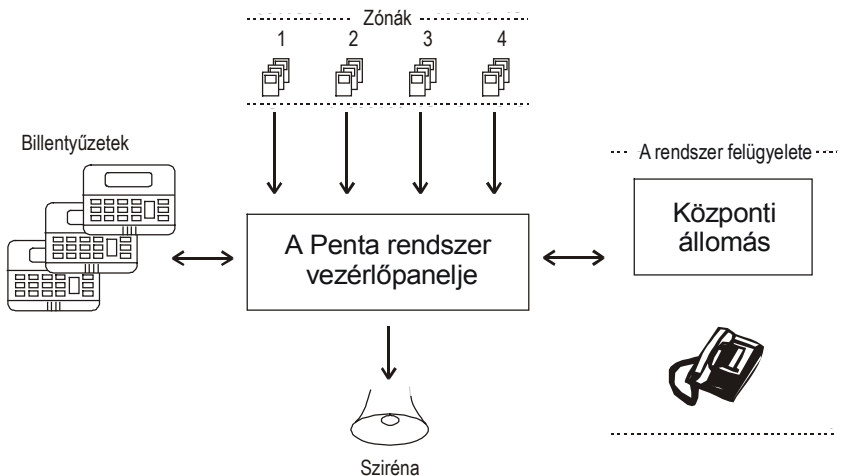 Zónák
1 2 3 4
Billentyűzetek
A rendszer felügyelete
A Penta rendszer
vezérlőpanelje
Központi
állomás
Sziréna